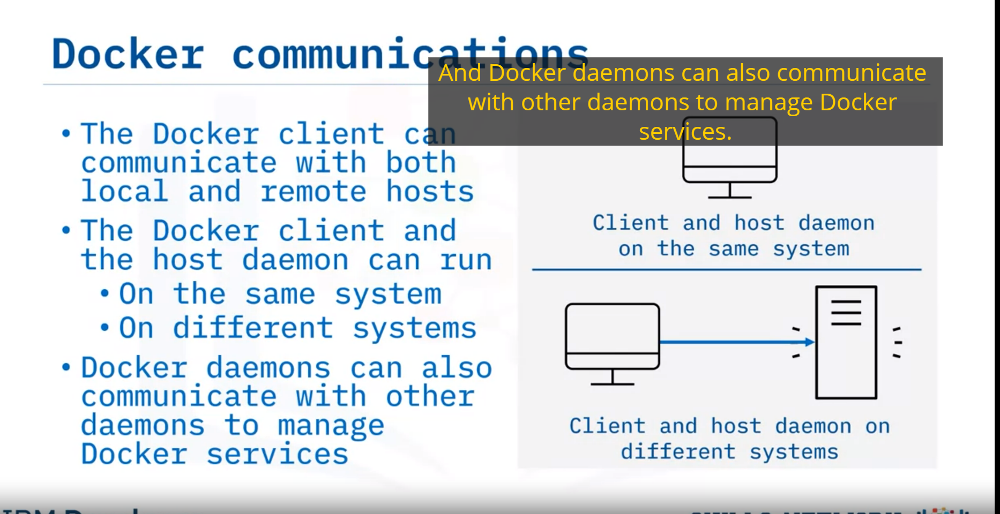 Docker communications
And Docker daemons can also communicate
with other daemons to manage Docker
services.
• The Docker client can
communicate with both
local and remote hosts
• The Docker client and
the host daemon can run
• On the same system
• On different systems
• Docker daemons can also
communicate with other
daemons to manage
Docker services
Client and host daemon
on the same system
Client and host daemon on
different systems